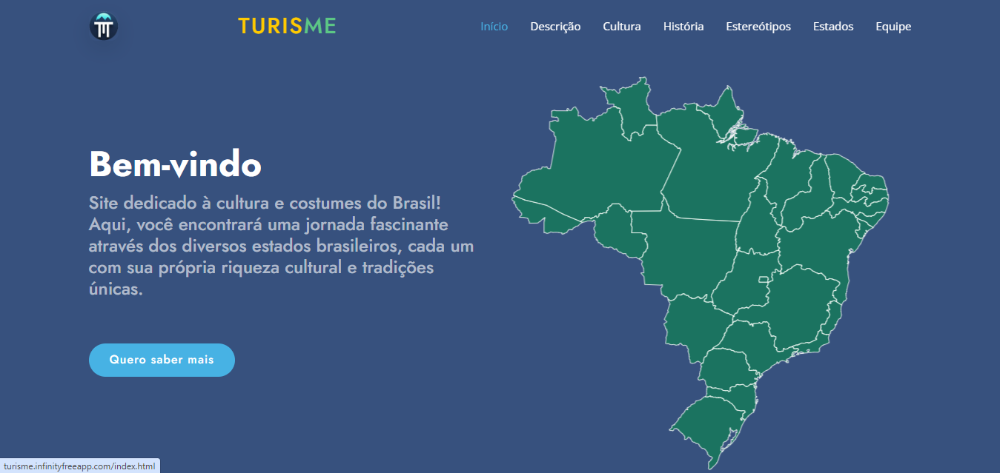 TURISME
Início Descrição Cultura História Estereótipos Estados Equipe
Bem-vindo
Site dedicado à cultura e costumes do Brasil!
Aqui, você encontrará uma jornada fascinante
através dos diversos estados brasileiros, cada um
com sua própria riqueza cultural e tradições
únicas.
Quero saber mais
turisme.infinityfreeapp.com/index.html